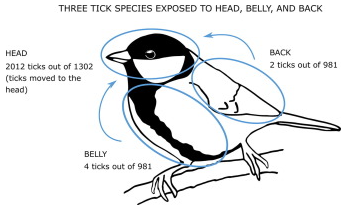 THREE TICK SPECIES EXPOSED TO HEAD, BELLY, AND BACK
HEAD
2012 ticks out of 1302
(ticks moved to the
head)
BACK
2 ticks out of 981
BELLY
4 ticks out of 981